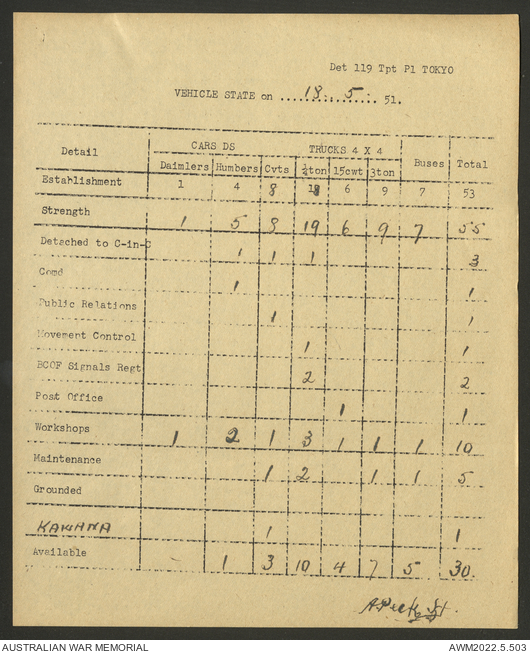 Det 119 Tpt Pl TOKYO
VEHICLE STATE on ....18..5.... 51.
Detail CARS DS TRUCKS 4 X 4 Buses Total
Daimlers Humbers Cvts ¼ton 15cwt 3ton
Establishment 1 4 8 18 6 9 7 53
Strength 1 5 8 19 6 9 7 55
Detached to C-in-C 1 1 1 3
Comd 1 1
Public Relations 1 1
Movement Control 1 1
BCOF Signals Regt 2 2
Post Office 1 1
Workshops 1 2 1 3 1 1 1 10
Maintenance 1 2 1 1 5
Grounded
KAWANA 1 1
Available - 1 3 10 4 7 5 30.
AUSTRALIAN WAR MEMORIAL AWM2022.5.503